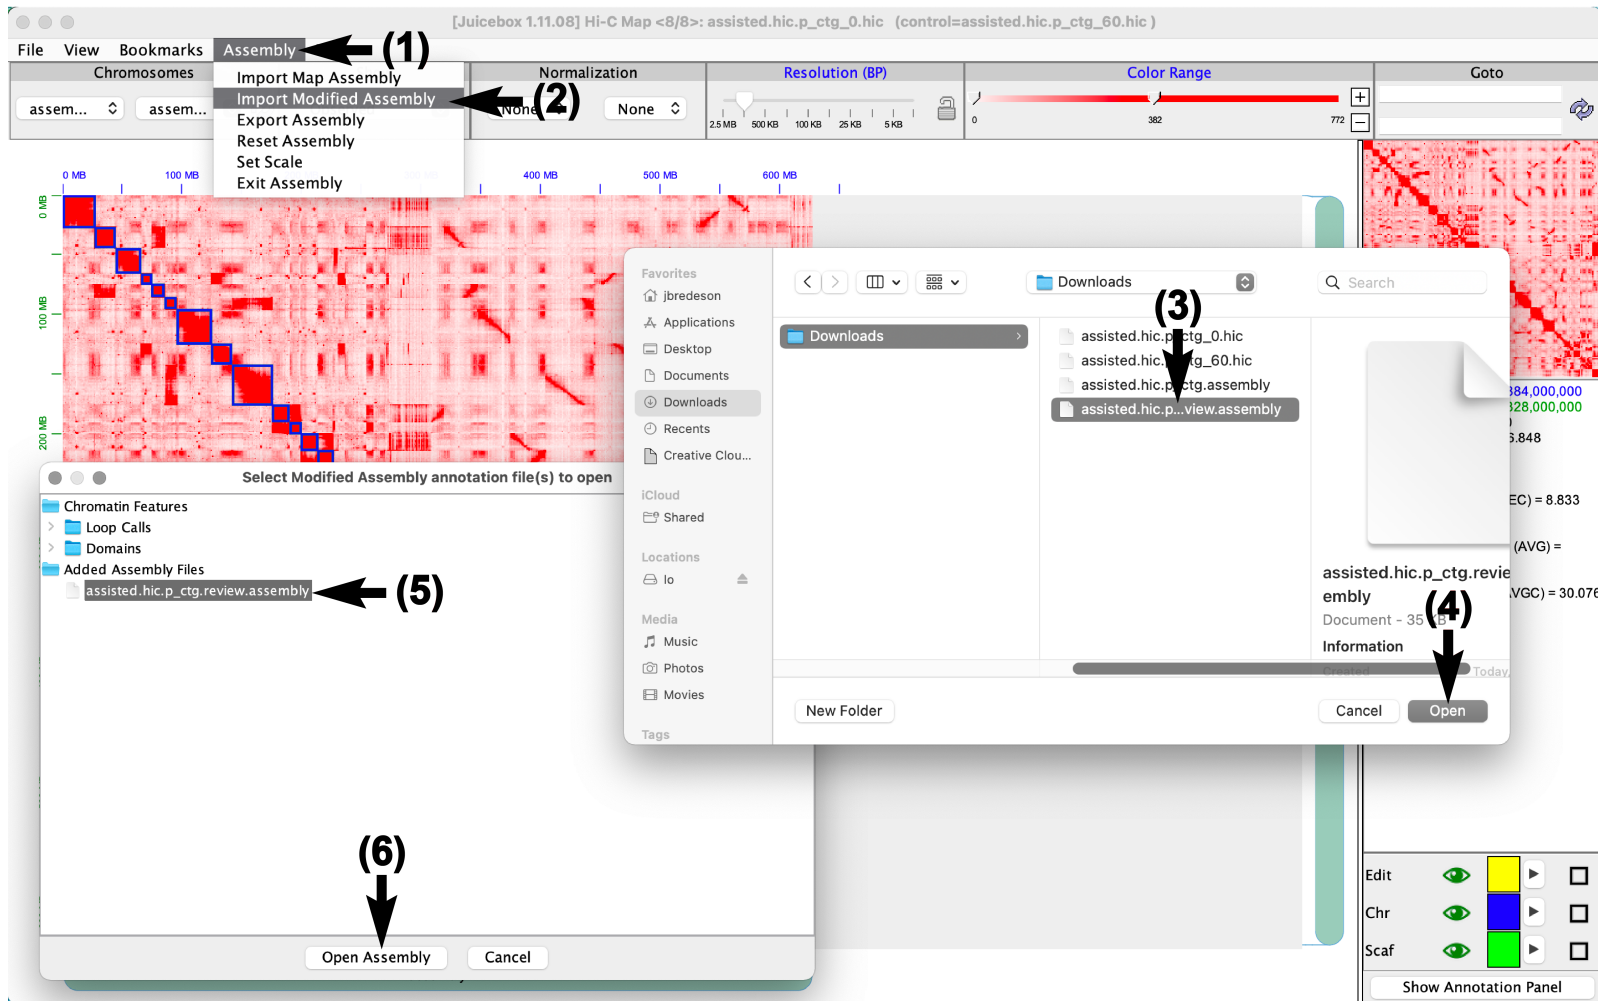 [Juicebox 1.11.08] Hi-C Map <8/8>: assisted.hic.p_ctg_0.hic (control=assisted.hic.p_ctg_60.hic )
File View Bookmarks Assembly (1)
Import Map Assembly
Import Modified Assembly (2)
Export Assembly
Reset Assembly
Set Scale
Exit Assembly
Chromosomes
assem... assem...
Normalization
None None
Resolution (BP)
2.5 MB 500 KB 100 KB 25 KB 5 KB
Color Range
0 382 772
+
−
Goto
0 MB 100 MB 400 MB 500 MB 600 MB
0 MB
100 MB
200 MB
Favorites
jbredeson
Applications
Desktop
Documents
Downloads
Recents
Creative Clou...
iCloud
Shared
Locations
lo
Media
Music
Photos
Movies
Tags
Downloads
Search
(3)
Downloads
assisted.hic.p_ctg_0.hic
assisted.hic.p_ctg_60.hic
assisted.hic.p_ctg.assembly
assisted.hic.p...view.assembly
assisted.hic.p_ctg.revie
embly
Document - 35 KB
(4)
Information
Created Today,
New Folder Cancel Open
384,000,000
328,000,000
6.848
EC) = 8.833
(AVG) =
AVGC) = 30.076
Select Modified Assembly annotation file(s) to open
Chromatin Features
Loop Calls
Domains
Added Assembly Files
assisted.hic.p_ctg.review.assembly (5)
(6)
Open Assembly Cancel
Edit
Chr
Scaf
Show Annotation Panel